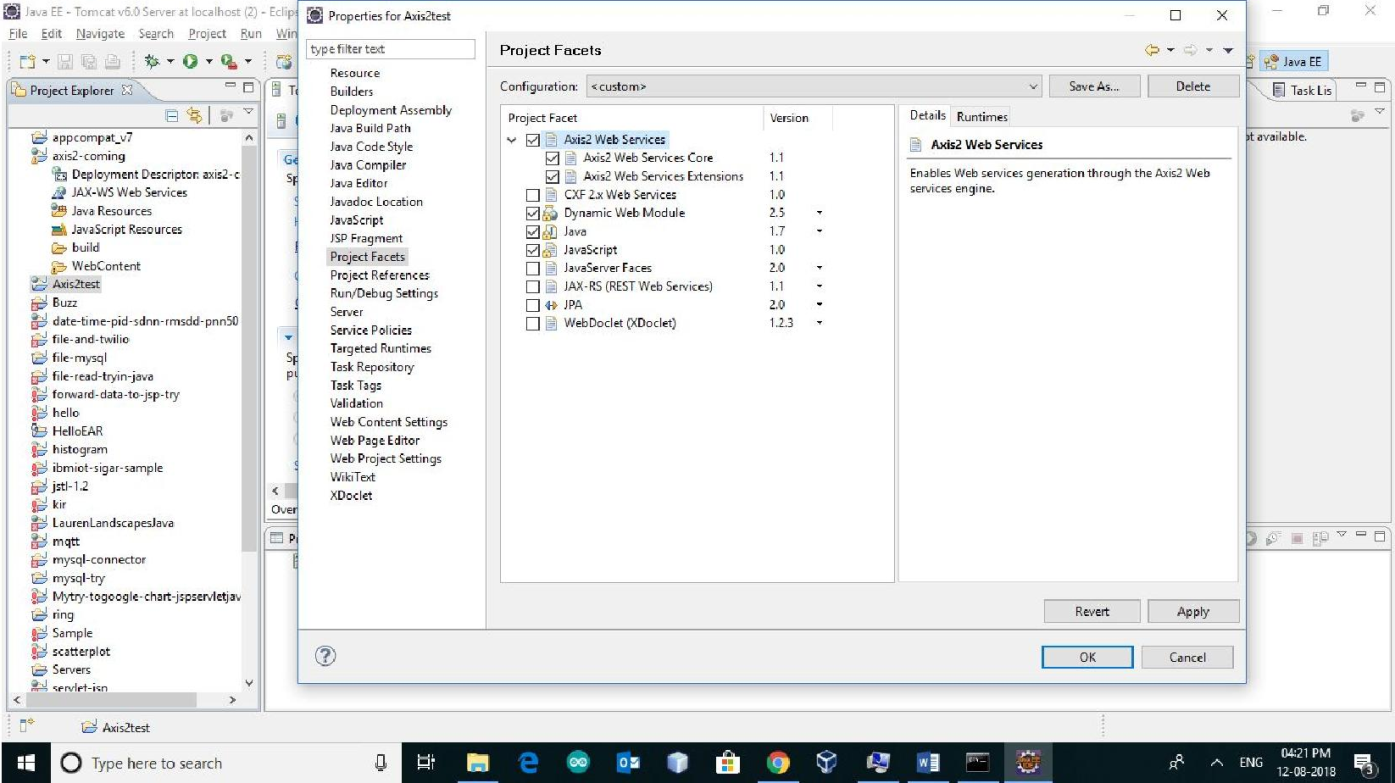 Java EE - Tomcat v6.0 Server at localhost (2) - Eclips
File Edit Navigate Search Project Run Win
Java EE
Project Explorer
Task Lis
appcompat_v7
axis2-coming
Deployment Descriptor: axis2-c
JAX-WS Web Services
Java Resources
JavaScript Resources
build
WebContent
Axis2test
Buzz
date-time-pid-sdnn-rmsdd-pnn50
file-and-twilio
file-mysql
file-read-tryin-java
forward-data-to-jsp-try
hello
HelloEAR
histogram
ibmiot-sigar-sample
jstl-1.2
kir
LaurenLandscapesJava
mqtt
mysql-connector
mysql-try
Mytry-togoogle-chart-jspservletjav
ring
Sample
scatterplot
Servers
servlet-jsp
Over
ot available.
Properties for Axis2test
type filter text
Resource
Builders
Deployment Assembly
Java Build Path
Java Code Style
Java Compiler
Java Editor
Javadoc Location
JavaScript
JSP Fragment
Project Facets
Project References
Run/Debug Settings
Server
Service Policies
Targeted Runtimes
Task Repository
Task Tags
Validation
Web Content Settings
Web Page Editor
Web Project Settings
WikiText
XDoclet
Project Facets
Configuration: <custom> Save As... Delete
Project Facet Version
Axis2 Web Services
Axis2 Web Services Core 1.1
Axis2 Web Services Extensions 1.1
CXF 2.x Web Services 1.0
Dynamic Web Module 2.5
Java 1.7
JavaScript 1.0
JavaServer Faces 2.0
JAX-RS (REST Web Services) 1.1
JPA 2.0
WebDoclet (XDoclet) 1.2.3
Details Runtimes
Axis2 Web Services
Enables Web services generation through the Axis2 Web
services engine.
Revert Apply
OK Cancel
Axis2test
Type here to search
ENG
04:21 PM
12-08-2018
3